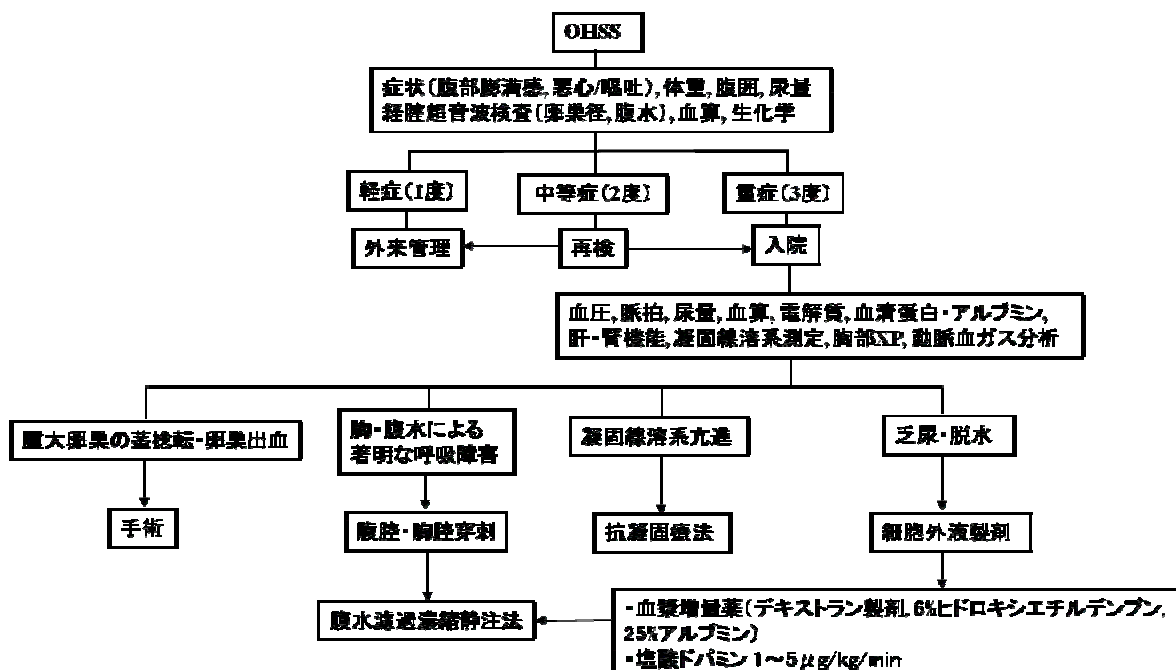 OHSS
症状(腹部膨満感,悪心/嘔吐),体重,腹囲,尿量
経腟超音波検査(卵巣径,腹水),血算,生化学
軽症(1度)
中等症(2度)
重症(3度)
外来管理
再検
入院
血圧,脈拍,尿量,血算,電解質,血清蛋白・アルブミン,
肝・腎機能,凝固線溶系測定,胸部XP,動脈血ガス分析
腫大卵巣の茎捻転・卵巣出血
胸・腹水による
著明な呼吸障害
凝固線溶系亢進
乏尿・脱水
手術
腹腔・胸腔穿刺
抗凝固療法
細胞外液製剤
腹水濾過濃縮静注法
・血漿増量薬(デキストラン製剤,6%ヒドロキシエチルデンプン,
25%アルブミン)
・塩酸ドパミン 1～5μg/kg/min